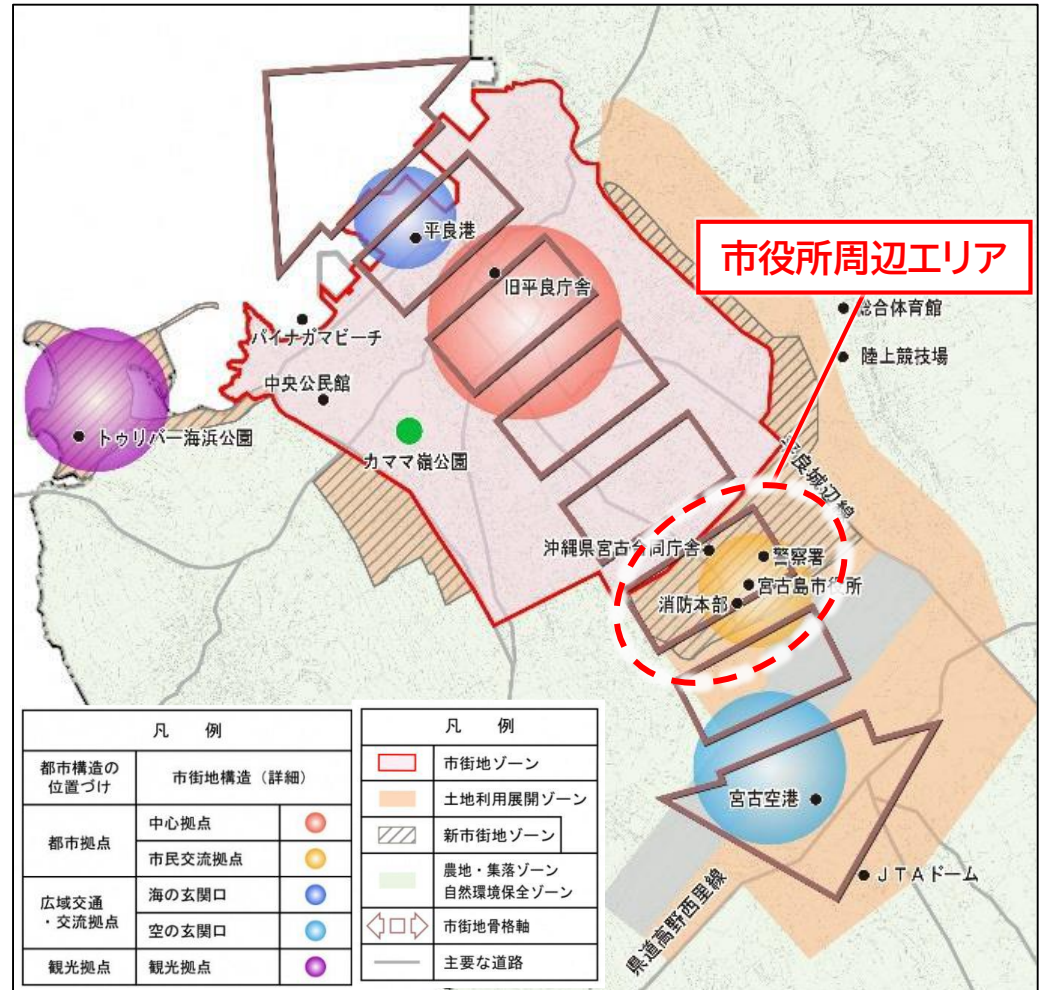 平良港
旧平良庁舎
市役所周辺エリア
総合体育館
陸上競技場
パイナガマビーチ
中央公民館
トゥリバー海浜公園
カママ嶺公園
平良城辺線
沖縄県宮古合同庁舎
警察署
宮古島市役所
消防本部
宮古空港
JTAドーム
県道高野西里線
凡 例
都市構造の位置づけ
市街地構造（詳細）
都市拠点
中心拠点
市民交流拠点
広域交通・交流拠点
海の玄関口
空の玄関口
観光拠点
観光拠点
凡 例
市街地ゾーン
土地利用展開ゾーン
新市街地ゾーン
農地・集落ゾーン
自然環境保全ゾーン
市街地骨格軸
主要な道路